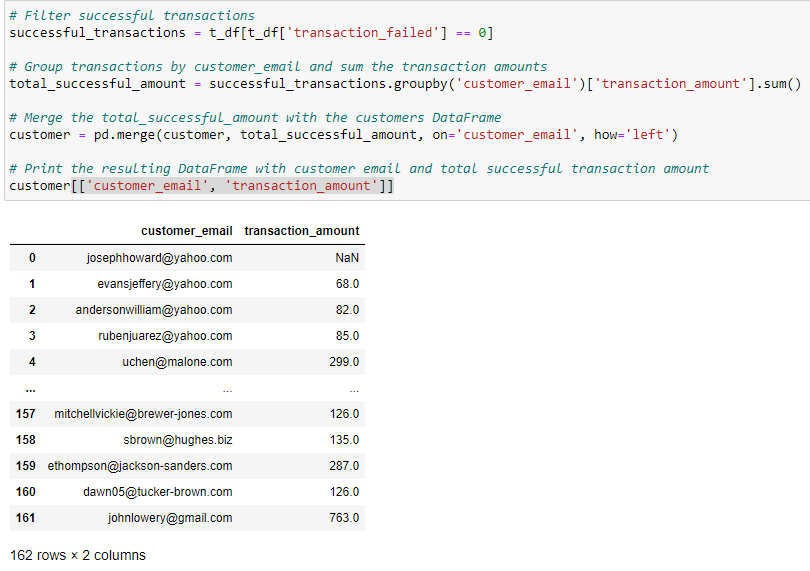 # Filter successful transactions
successful_transactions = t_df[t_df['transaction_failed'] == 0]
# Group transactions by customer_email and sum the transaction amounts
total_successful_amount = successful_transactions.groupby('customer_email')['transaction_amount'].sum()
# Merge the total_successful_amount with the customers DataFrame
customer = pd.merge(customer, total_successful_amount, on='customer_email', how='left')
# Print the resulting DataFrame with customer email and total successful transaction amount
customer[['customer_email', 'transaction_amount']]
customer_email transaction_amount
0 josephhoward@yahoo.com NaN
1 evansjeffery@yahoo.com 68.0
2 andersonwilliam@yahoo.com 82.0
3 rubenjuarez@yahoo.com 85.0
4 uchen@malone.com 299.0
... ... ...
157 mitchellvickie@brewer-jones.com 126.0
158 sbrown@hughes.biz 135.0
159 ethompson@jackson-sanders.com 287.0
160 dawn05@tucker-brown.com 126.0
161 johnlowery@gmail.com 763.0
162 rows × 2 columns